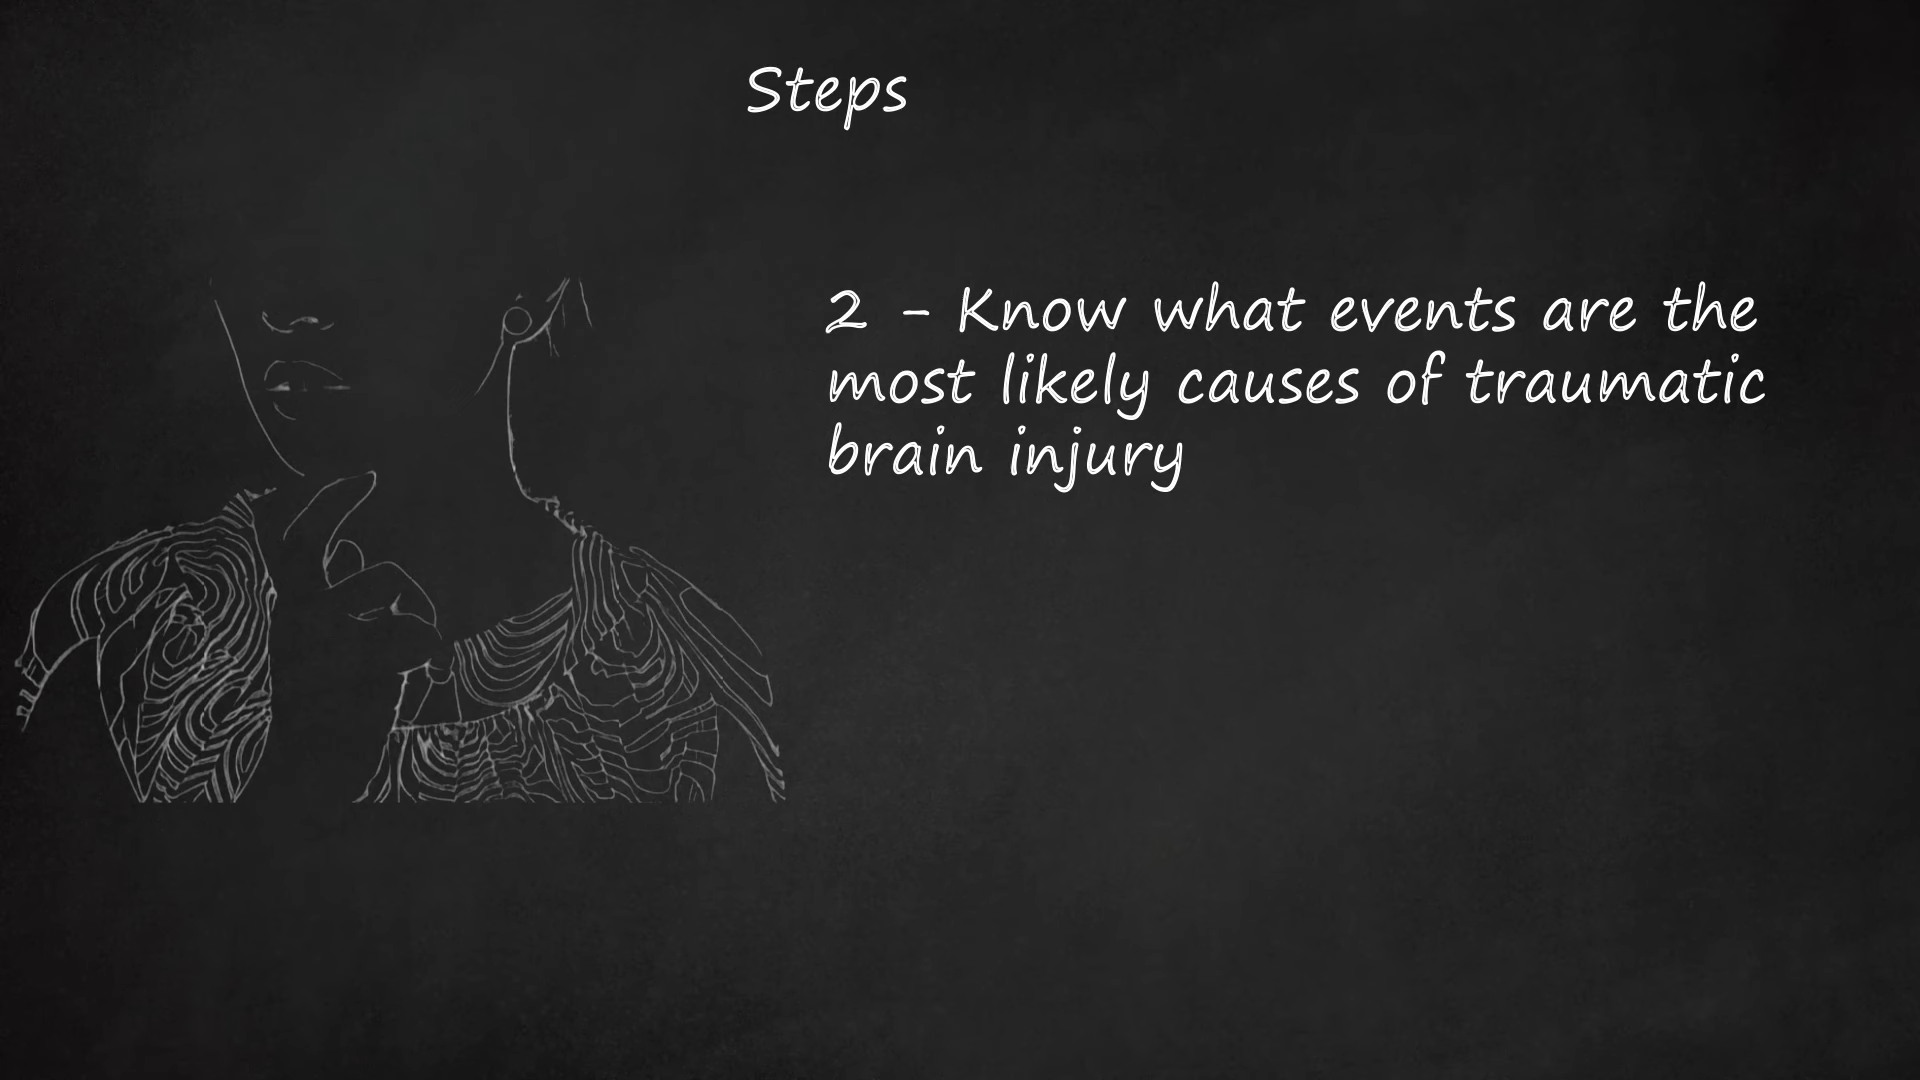 Steps
2 - Know what events are the
most likely causes of traumatic
brain injury